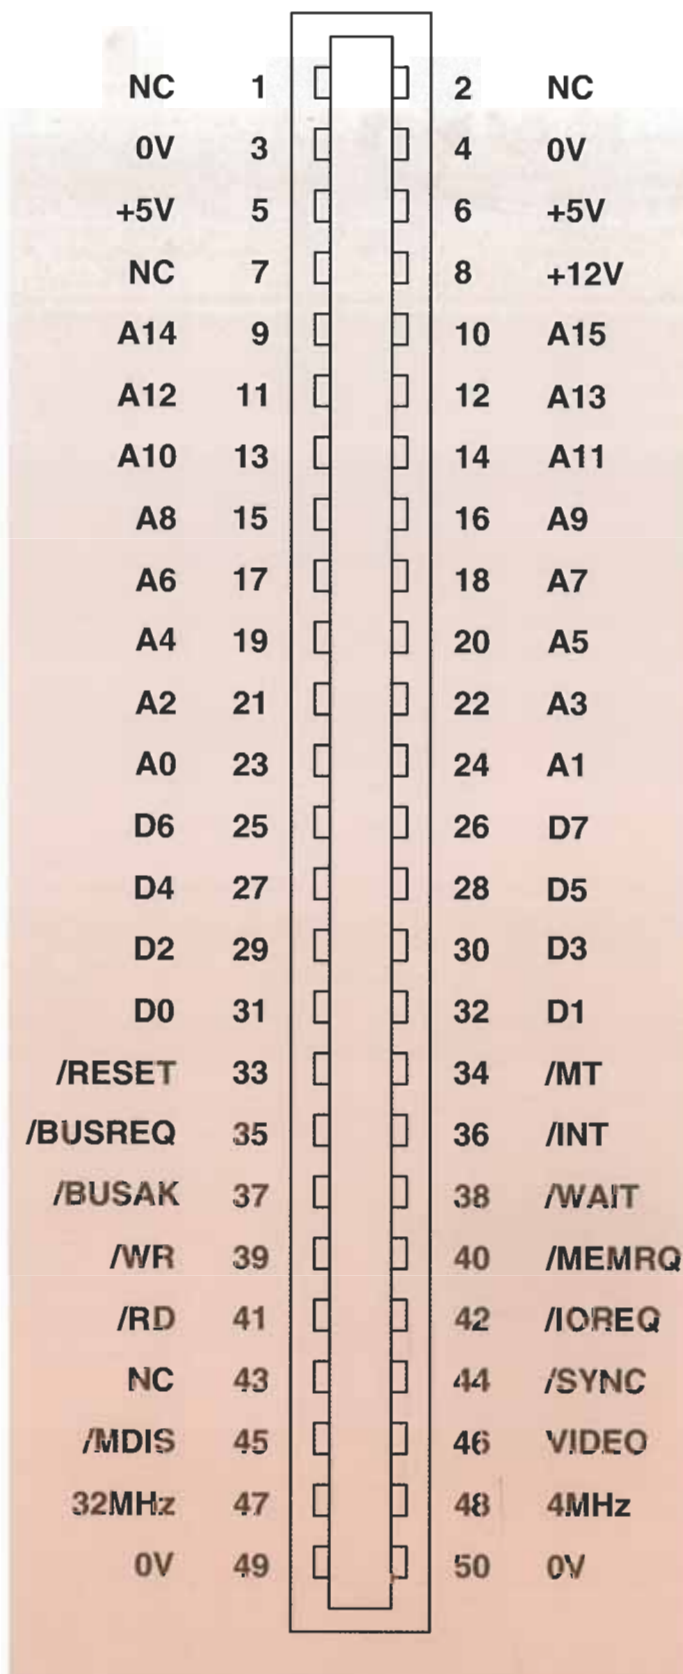 NC 1 2 NC
0V 3 4 0V
+5V 5 6 +5V
NC 7 8 +12V
A14 9 10 A15
A12 11 12 A13
A10 13 14 A11
A8 15 16 A9
A6 17 18 A7
A4 19 20 A5
A2 21 22 A3
A0 23 24 A1
D6 25 26 D7
D4 27 28 D5
D2 29 30 D3
D0 31 32 D1
/RESET 33 34 /MT
/BUSREQ 35 36 /INT
/BUSAK 37 38 /WAIT
/WR 39 40 /MEMRQ
/RD 41 42 /IOREQ
NC 43 44 /SYNC
/MDIS 45 46 VIDEO
32MHz 47 48 4MHz
0V 49 50 0V